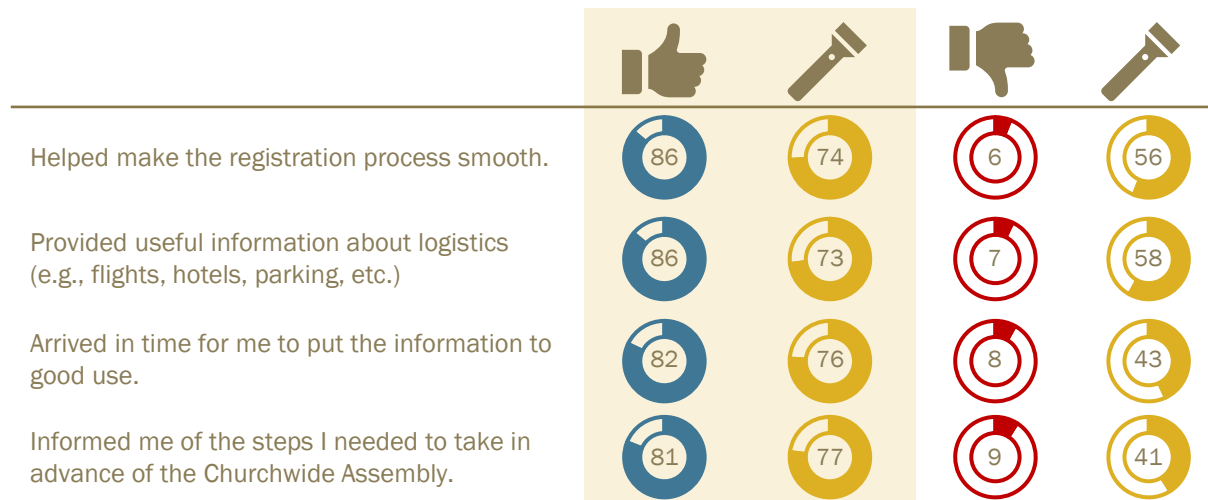 Helped make the registration process smooth.
86
74
6
56
Provided useful information about logistics
(e.g., flights, hotels, parking, etc.)
86
73
7
58
Arrived in time for me to put the information to
good use.
82
76
8
43
Informed me of the steps I needed to take in
advance of the Churchwide Assembly.
81
77
9
41